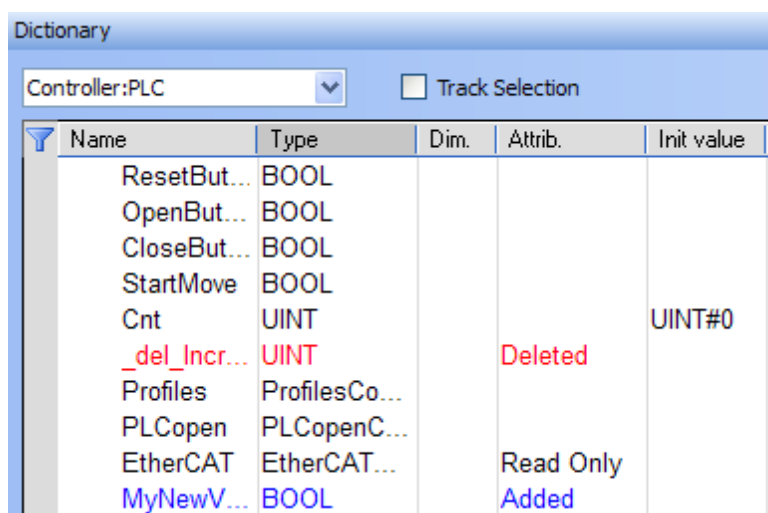 Dictionary
Controller:PLC Track Selection
Name Type Dim. Attrib. Init value
ResetBut... BOOL
OpenBut... BOOL
CloseBut... BOOL
StartMove BOOL
Cnt UINT UINT#0
_del_Incr... UINT Deleted
Profiles ProfilesCo...
PLCopen PLCopenC...
EtherCAT EtherCAT... Read Only
MyNewV... BOOL Added